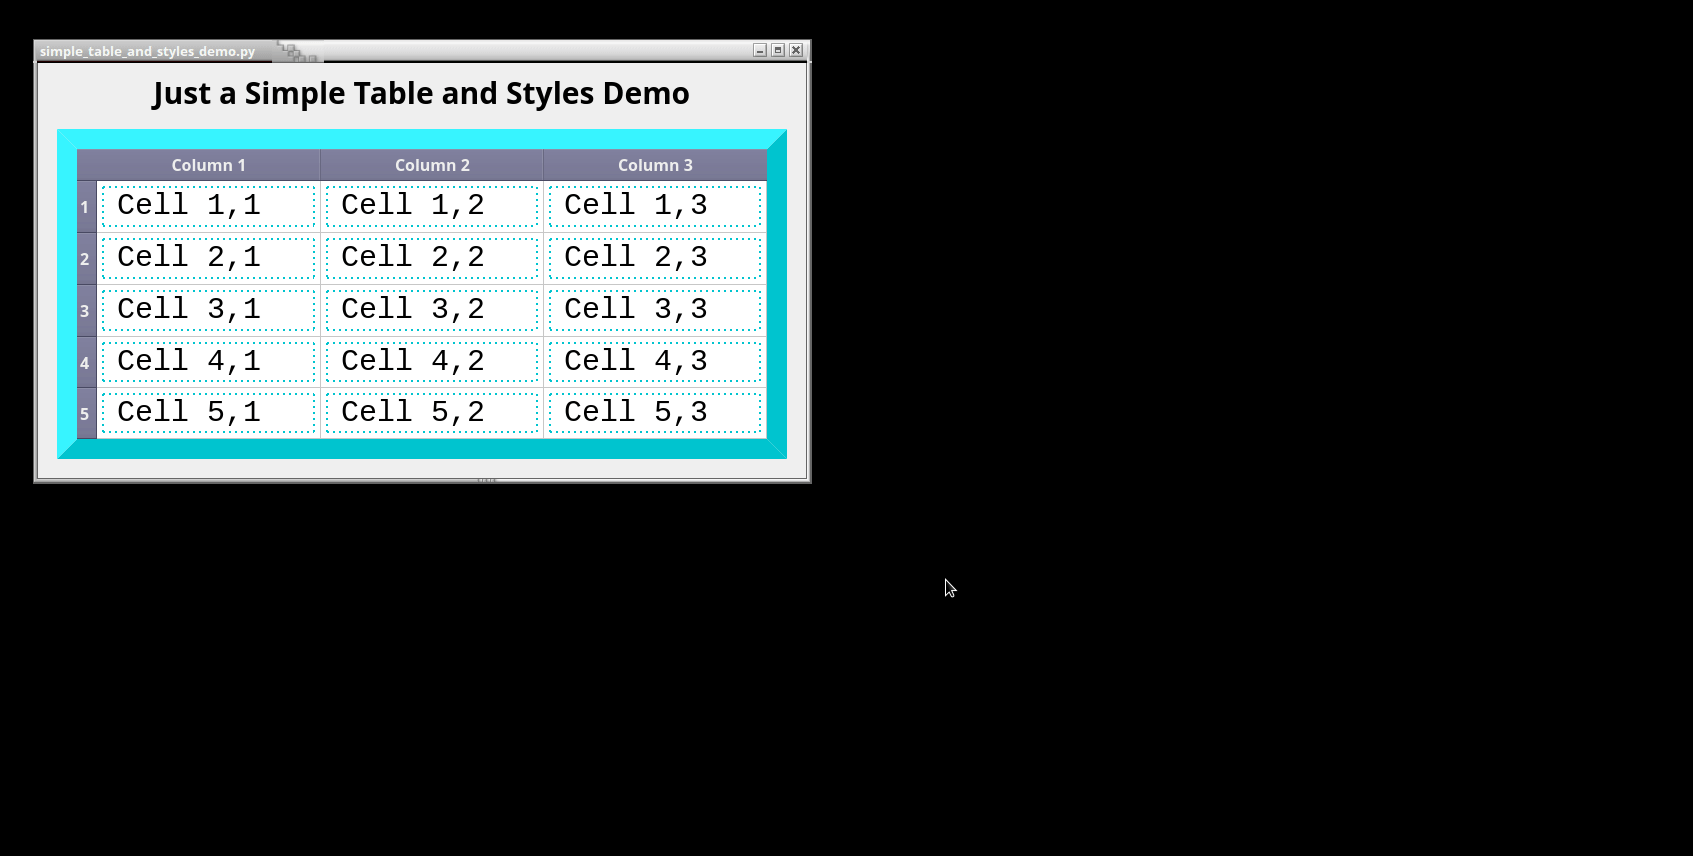 simple_table_and_styles_demo.py
Just a Simple Table and Styles Demo
Column 1 Column 2 Column 3
1 Cell 1,1 Cell 1,2 Cell 1,3
2 Cell 2,1 Cell 2,2 Cell 2,3
3 Cell 3,1 Cell 3,2 Cell 3,3
4 Cell 4,1 Cell 4,2 Cell 4,3
5 Cell 5,1 Cell 5,2 Cell 5,3